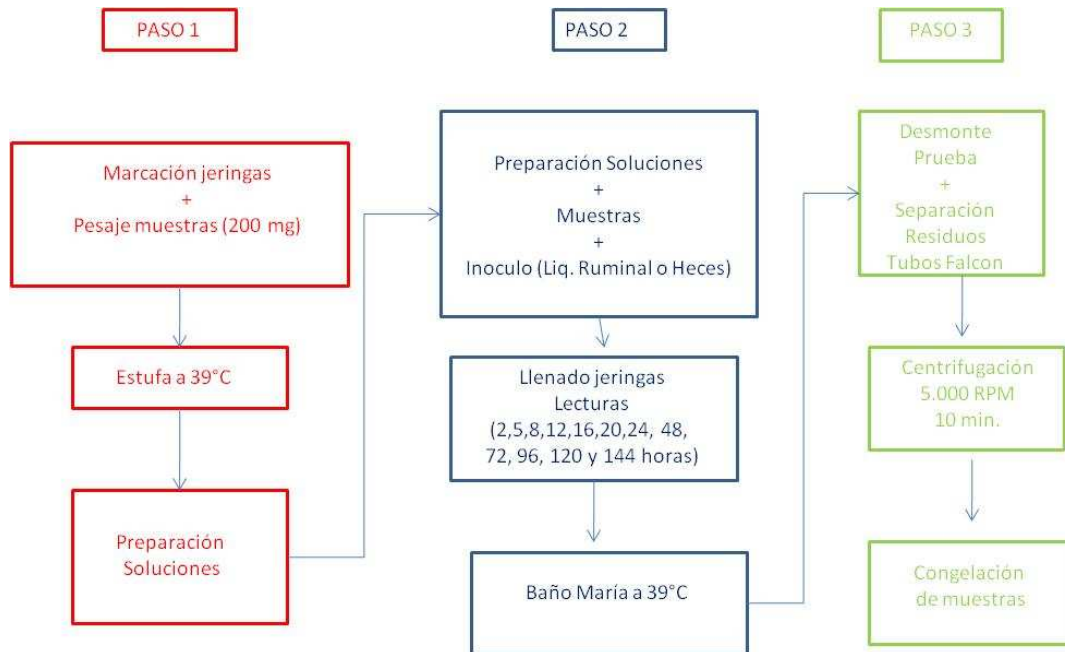 PASO 1
Marcación jeringas
+
Pesaje muestras (200 mg)
Estufa a 39°C
Preparación
Soluciones
PASO 2
Preparación Soluciones
+
Muestras
+
Inoculo (Liq. Ruminal o Heces)
Llenado jeringas
Lecturas
(2,5,8,12,16,20,24, 48,
72, 96, 120 y 144 horas)
Baño María a 39°C
PASO 3
Desmonte
Prueba
+
Separación
Residuos
Tubos Falcon
Centrifugación
5.000 RPM
10 min.
Congelación
de muestras